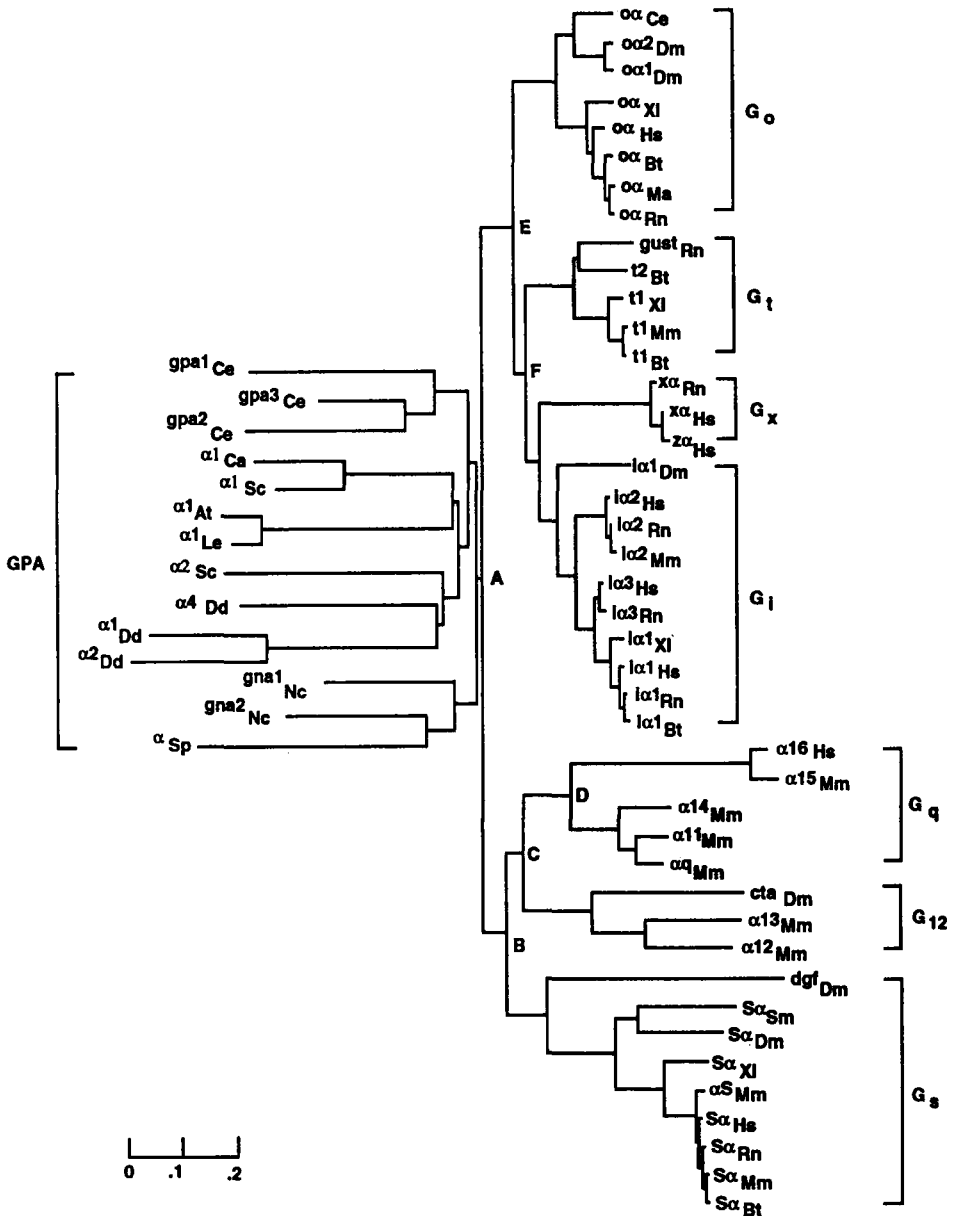 oα Ce
oα2 Dm
oα1 Dm
oα Xl
oα Hs
oα Bt
oα Ma
oα Rn
G o
E
gust Rn
t2 Bt
t1 Xl
t1 Mm
t1 Bt
G t
F
xα Rn
xα Hs
zα Hs
G x
iα1 Dm
iα2 Hs
iα2 Rn
iα2 Mm
iα3 Hs
iα3 Rn
iα1 Xl
iα1 Hs
iα1 Rn
iα1 Bt
G i
gpa1 Ce
gpa3 Ce
gpa2 Ce
α1 Ca
α1 Sc
α1 At
α1 Le
α2 Sc
α4 Dd
α1 Dd
α2 Dd
gna1 Nc
gna2 Nc
α Sp
GPA
A
α16 Hs
α15 Mm
α14 Mm
α11 Mm
αq Mm
G q
D
C
cta Dm
α13 Mm
α12 Mm
G 12
B
dgf Dm
Sα Sm
Sα Dm
Sα Xl
αS Mm
Sα Hs
Sα Rn
Sα Mm
Sα Bt
G s
0 .1 .2